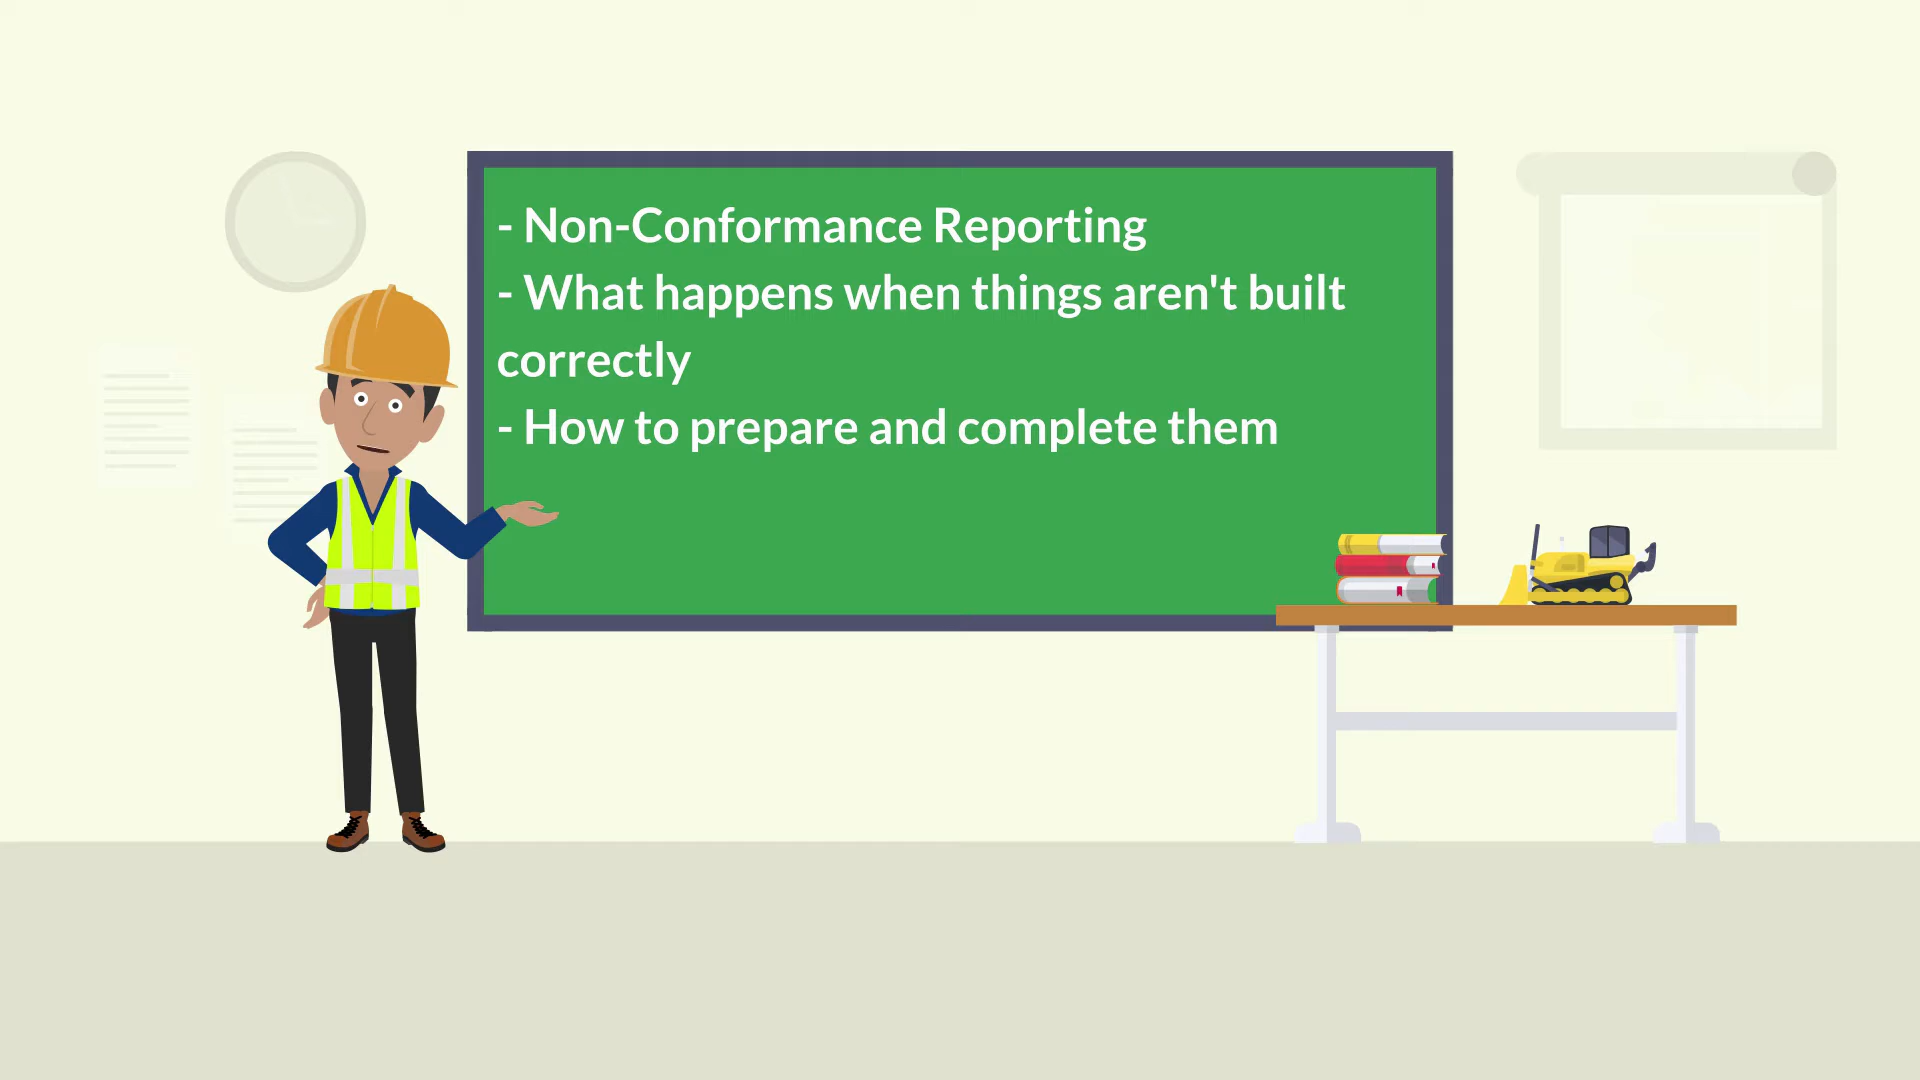 - Non-Conformance Reporting
- What happens when things aren't built
correctly
- How to prepare and complete them